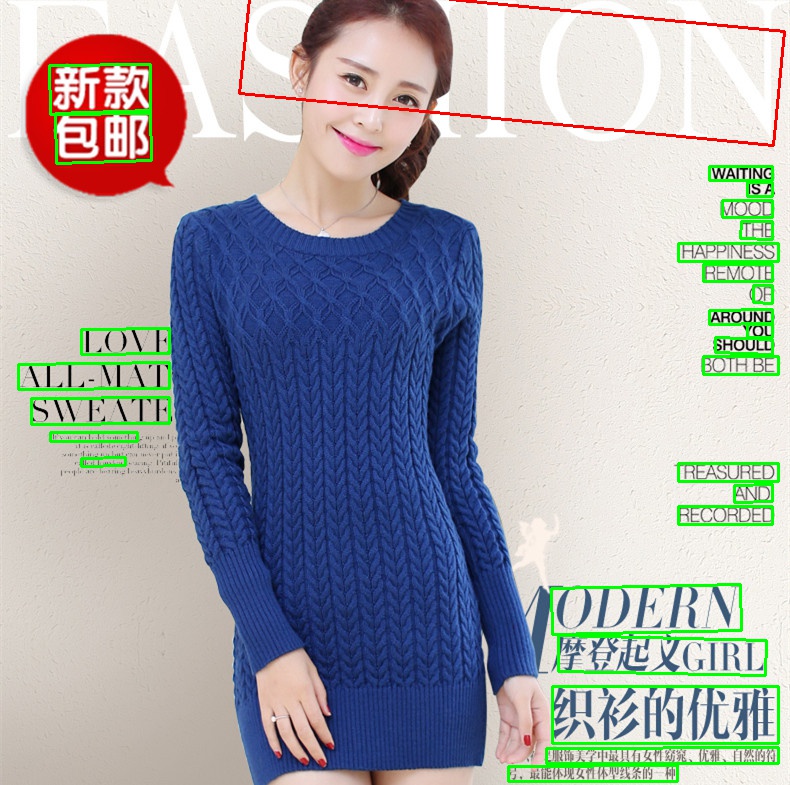 FASHION
新款
包邮
WAITING
IS A
MOOD
THE
HAPPINESS
REMOTE
OF
AROUND
YOU
SHOULD
BOTH BE
LOVE
ALL-MAT
SWEATE
REASURED
AND
RECORDED
MODERN
摩登起义GIRL
织衫的优雅
服饰美学中最具有女性窈窕、优雅、自然的符
号，最能体现女性体型线条的一种